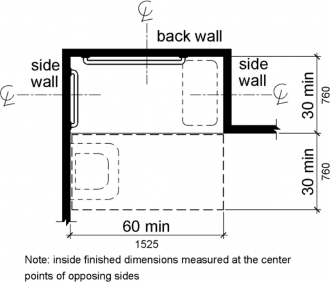 back wall
side
wall
side
wall
30 min
760
30 min
760
60 min
1525
Note: inside finished dimensions measured at the center
points of opposing sides